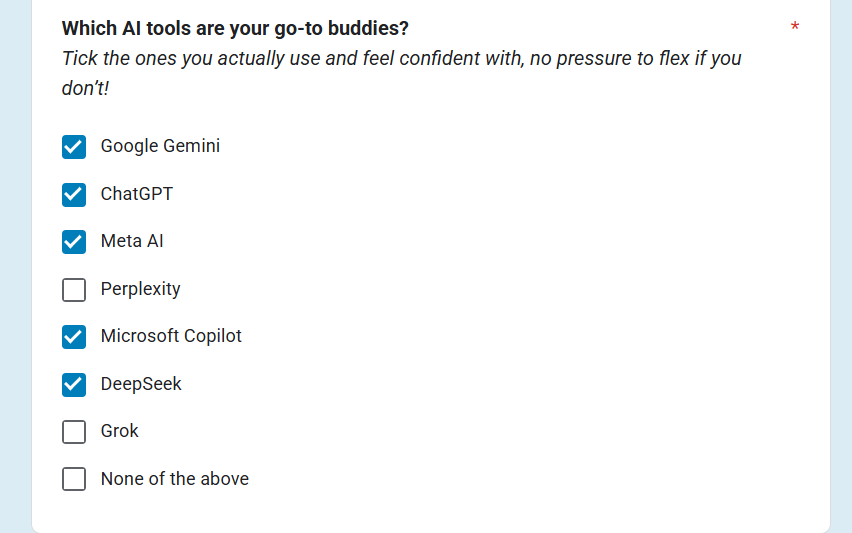 Which AI tools are your go-to buddies? *
Tick the ones you actually use and feel confident with, no pressure to flex if you
don’t!
Google Gemini
ChatGPT
Meta AI
Perplexity
Microsoft Copilot
DeepSeek
Grok
None of the above